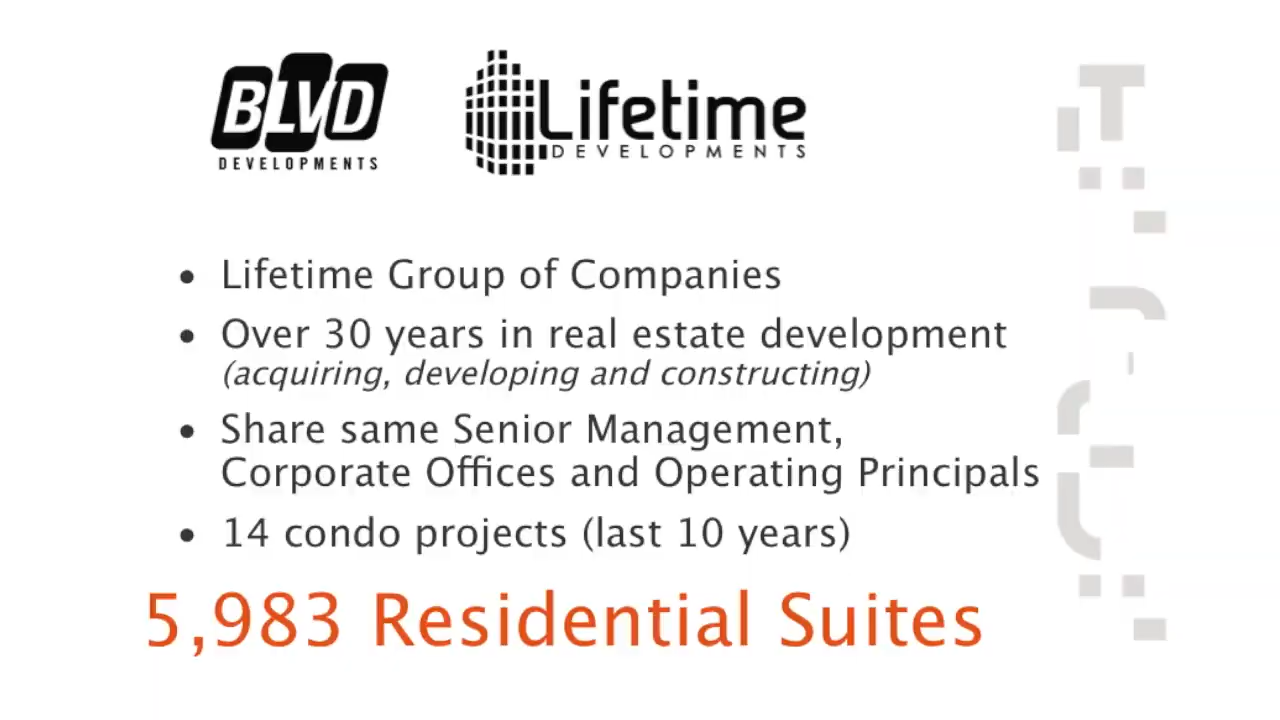 BLVD
DEVELOPMENTS
Lifetime
DEVELOPMENTS
• Lifetime Group of Companies
• Over 30 years in real estate development
(acquiring, developing and constructing)
• Share same Senior Management,
Corporate Offices and Operating Principals
• 14 condo projects (last 10 years)
5,983 Residential Suites